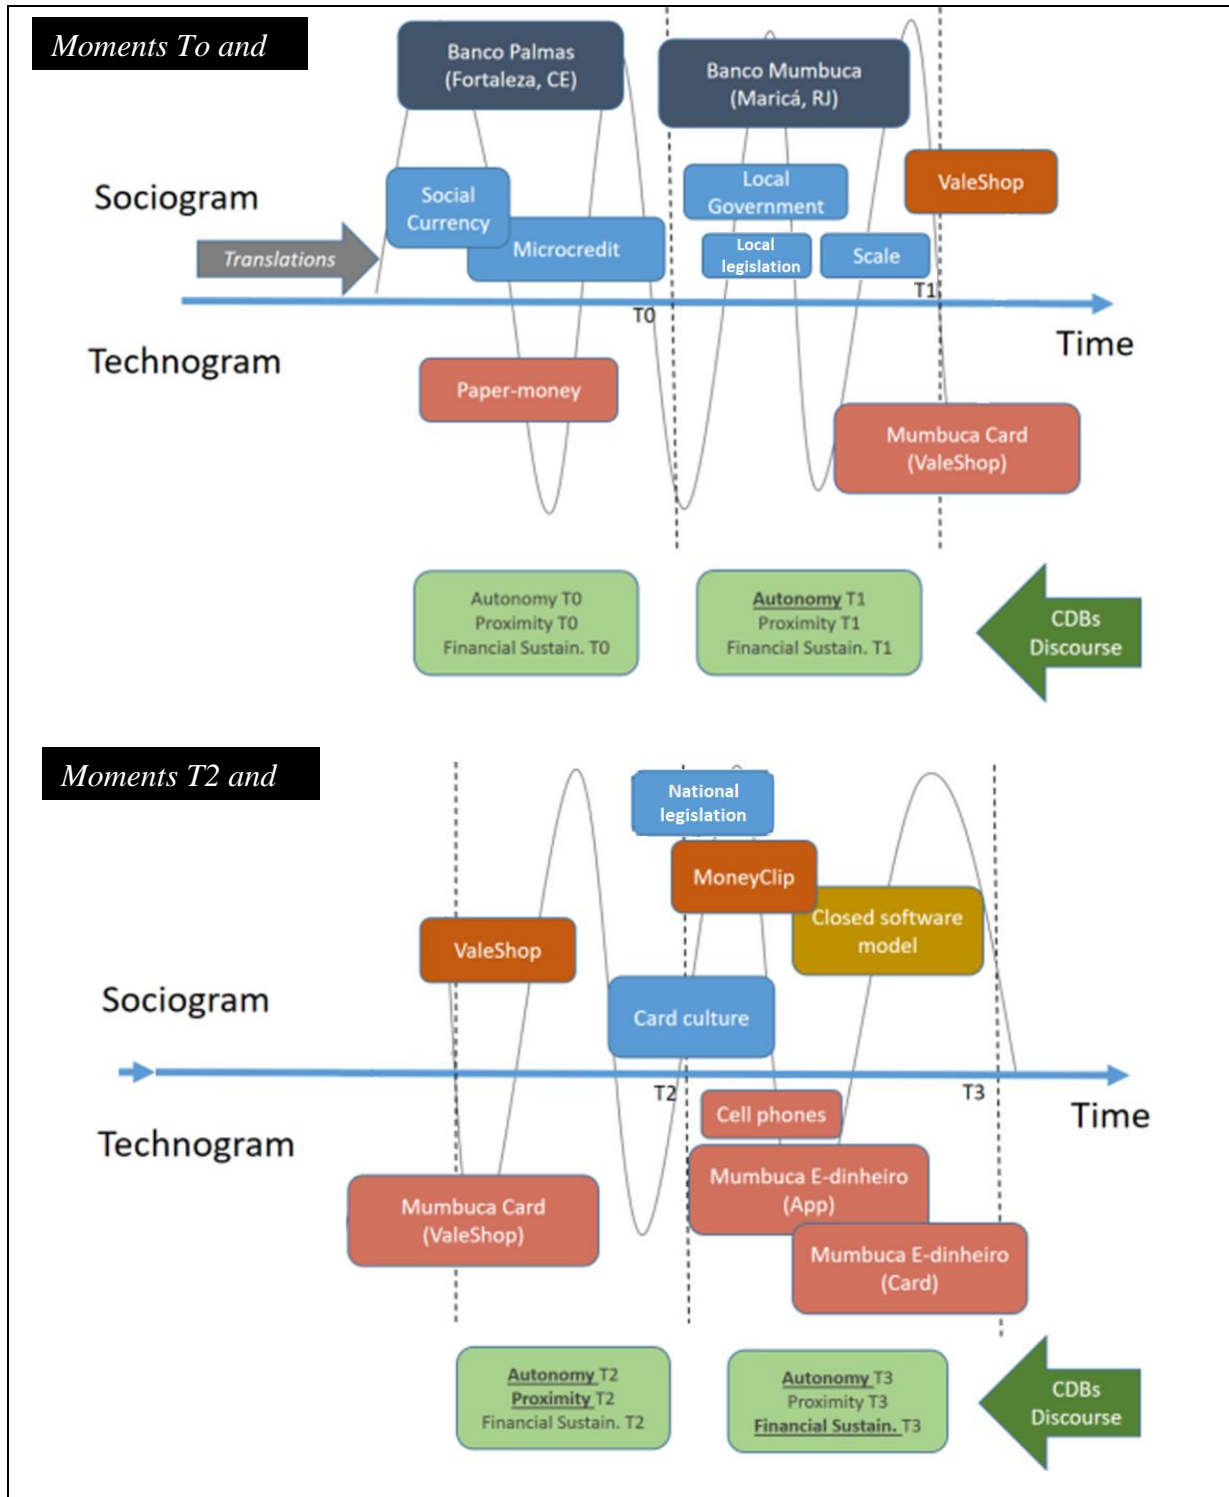 Moments To and
Banco Palmas
(Fortaleza, CE)
Banco Mumbuca
(Maricá, RJ)
Sociogram
Social
Currency
Microcredit
Local
Government
Local
legislation
Scale
ValeShop
Translations
T0
T1
Time
Technogram
Paper-money
Mumbuca Card
(ValeShop)
Autonomy T0
Proximity T0
Financial Sustain. T0
Autonomy T1
Proximity T1
Financial Sustain. T1
CDBs
Discourse
Moments T2 and
National
legislation
MoneyClip
Closed software
model
ValeShop
Sociogram
Card culture
T2
T3
Time
Technogram
Cell phones
Mumbuca E-dinheiro
(App)
Mumbuca Card
(ValeShop)
Mumbuca E-dinheiro
(Card)
Autonomy T2
Proximity T2
Financial Sustain. T2
Autonomy T3
Proximity T3
Financial Sustain. T3
CDBs
Discourse